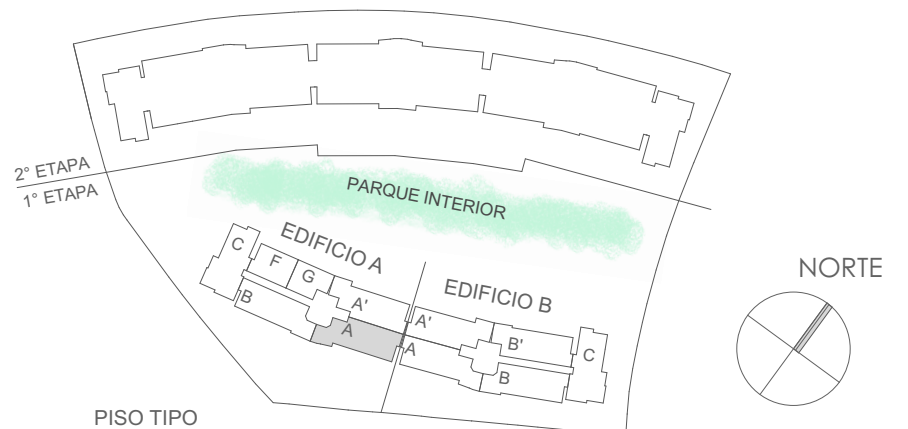 2° ETAPA
1° ETAPA
PARQUE INTERIOR
EDIFICIO A
C
F
G
B
A'
A
EDIFICIO B
A'
B'
C
A
B
NORTE
PISO TIPO